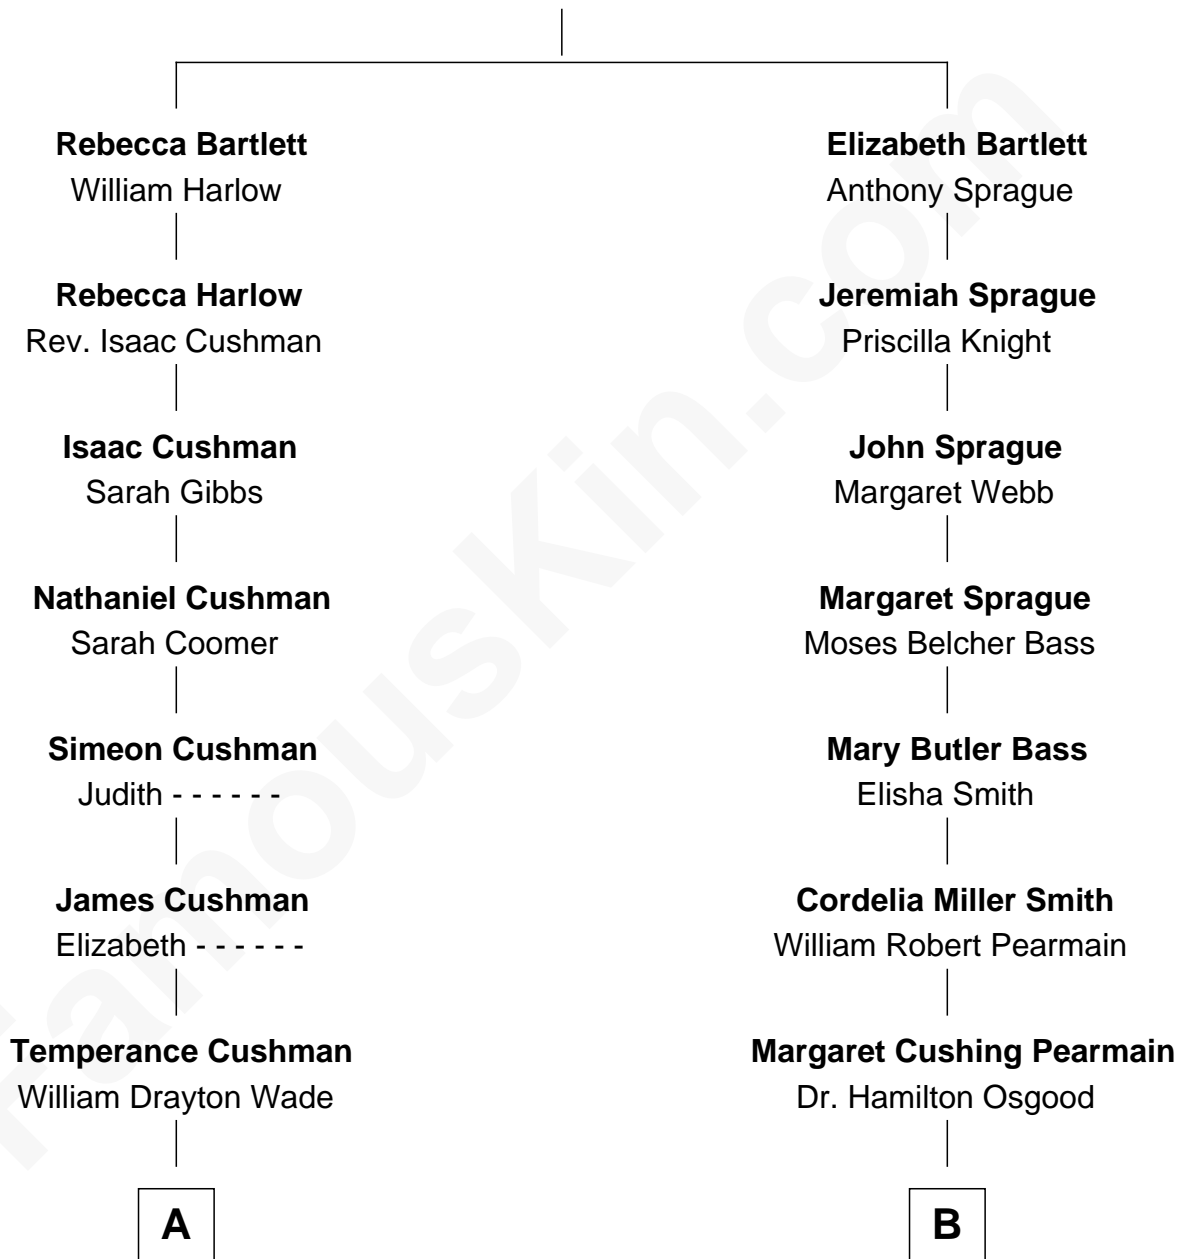 Rebecca Bartlett
William Harlow
Elizabeth Bartlett
Anthony Sprague
Rebecca Harlow
Rev. Isaac Cushman
Jeremiah Sprague
Priscilla Knight
Isaac Cushman
Sarah Gibbs
John Sprague
Margaret Webb
Nathaniel Cushman
Sarah Coomer
Margaret Sprague
Moses Belcher Bass
Simeon Cushman
Judith - - - - - -
Mary Butler Bass
Elisha Smith
James Cushman
Elizabeth - - - - - -
Cordelia Miller Smith
William Robert Pearmain
Temperance Cushman
William Drayton Wade
Margaret Cushing Pearmain
Dr. Hamilton Osgood
A
B
FamousKin.com